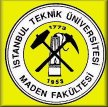 İSTANBUL TEKNİK ÜNİVERSİTESİ
1773
1953
MADEN FAKÜLTESİ